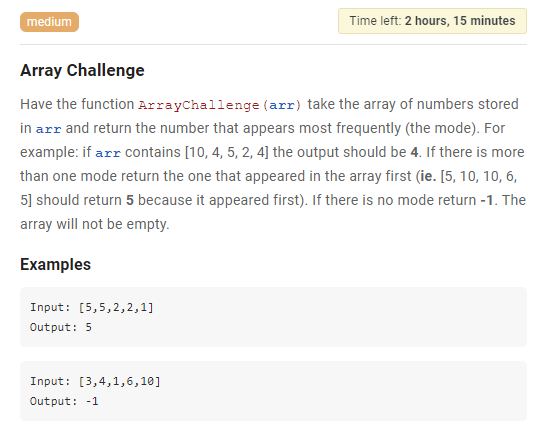 medium
Time left: 2 hours, 15 minutes
Array Challenge
Have the function ArrayChallenge(arr) take the array of numbers stored
in arr and return the number that appears most frequently (the mode). For
example: if arr contains [10, 4, 5, 2, 4] the output should be 4. If there is more
than one mode return the one that appeared in the array first (ie. [5, 10, 10, 6,
5] should return 5 because it appeared first). If there is no mode return -1. The
array will not be empty.
Examples
Input: [5,5,2,2,1]
Output: 5
Input: [3,4,1,6,10]
Output: -1